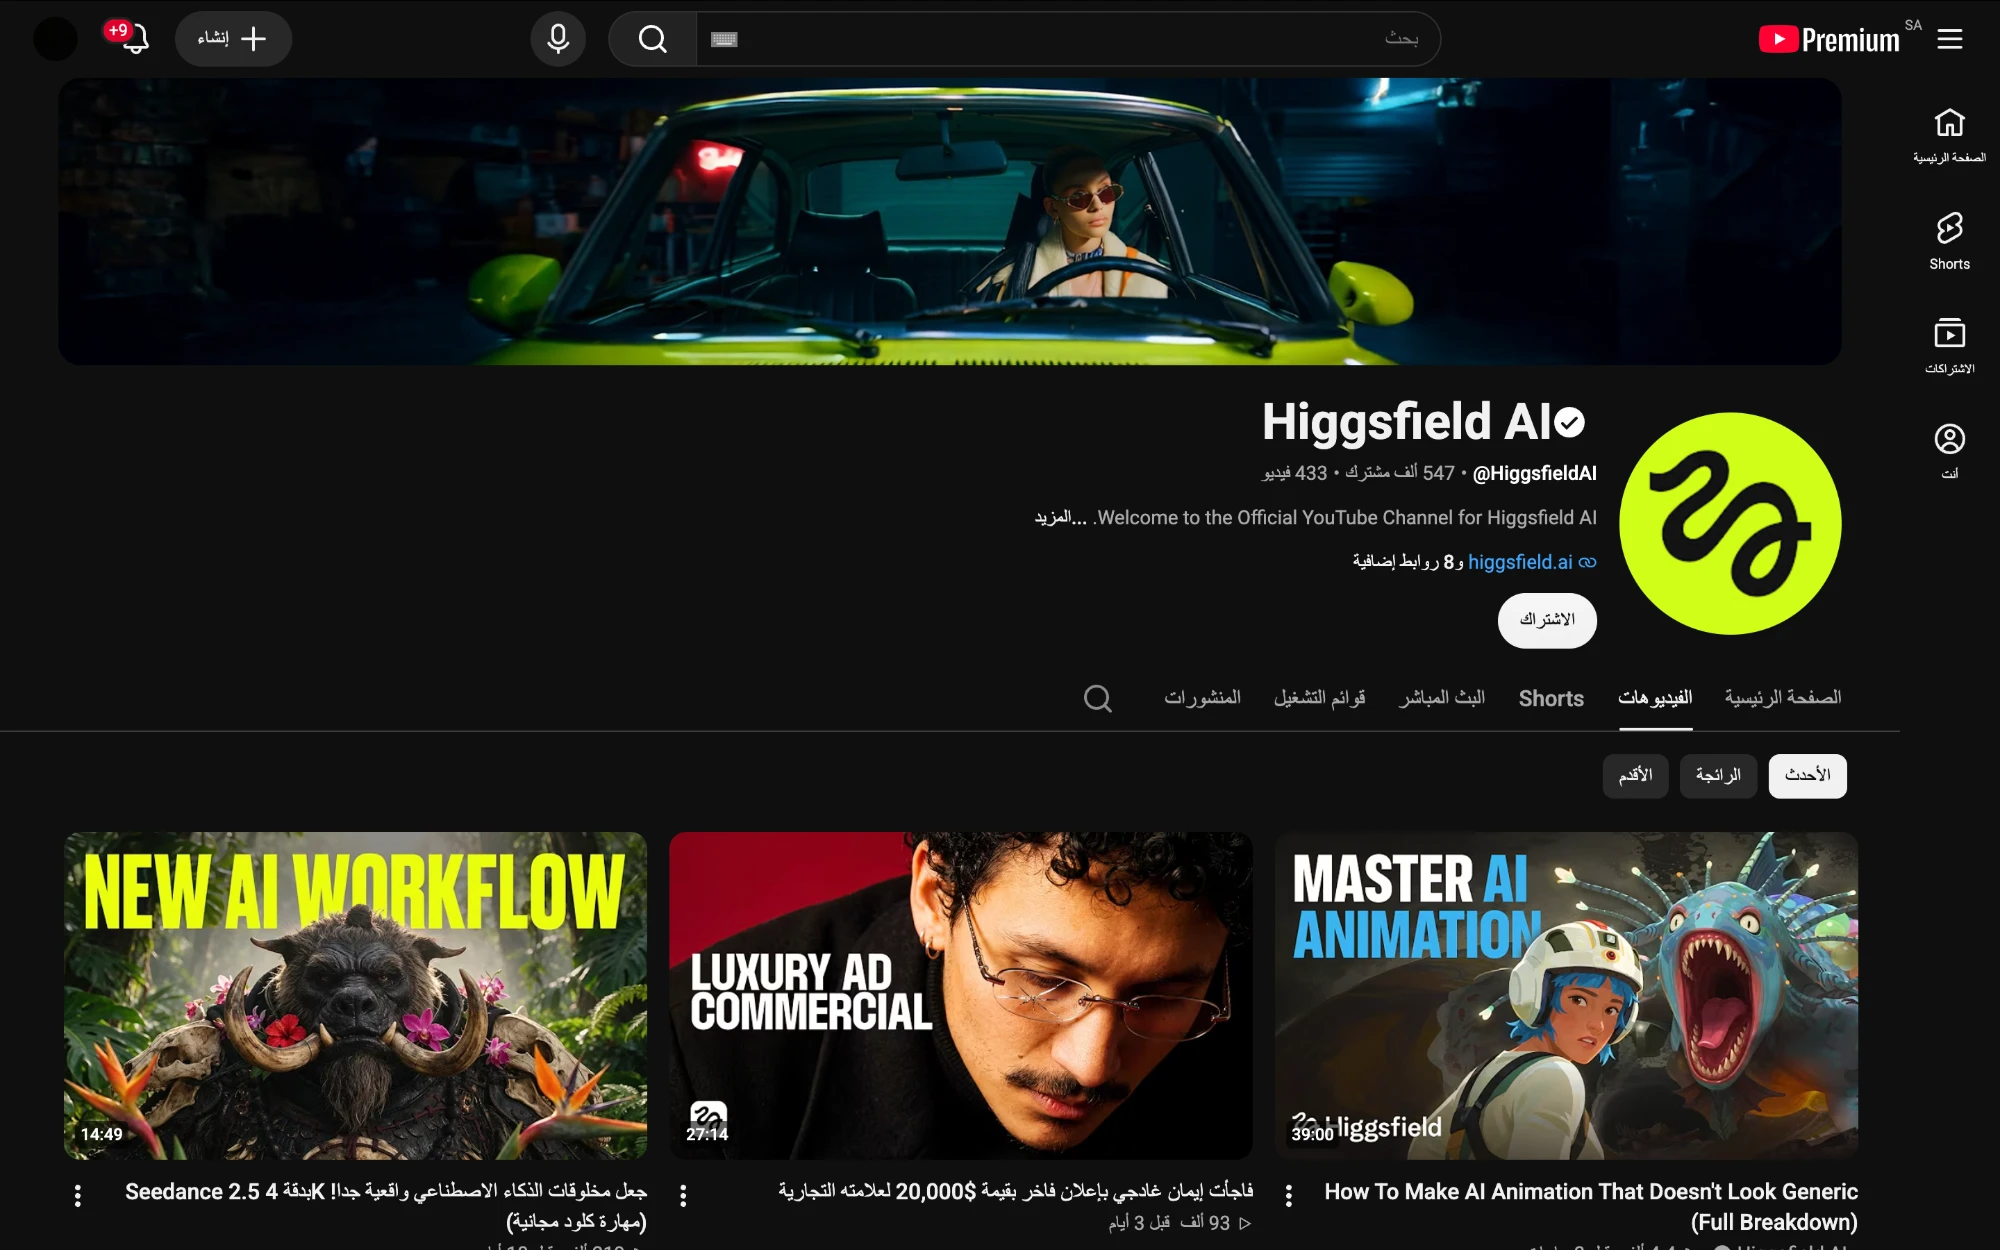 Premium SA
بحث
إنشاء
9+
الصفحة الرئيسية
Shorts
الاشتراكات
أنت
Higgsfield AI
@HiggsfieldAI • 547 ألف مشترك • 433 فيديو
Welcome to the Official YouTube Channel for Higgsfield AI. ...المزيد
higgsfield.ai و8 روابط إضافية
الاشتراك
الصفحة الرئيسية
الفيديوهات
Shorts
البث المباشر
قوائم التشغيل
المنشورات
الأحدث
الرائجة
الأقدم
MASTER AI
ANIMATION
Higgsfield
39:00
How To Make AI Animation That Doesn't Look Generic
(Full Breakdown)
LUXURY AD
COMMERCIAL
27:14
فاجأت إيمان غادجي بإعلان فاخر بقيمة $20,000 لعلامته التجارية
93 ألف قبل 3 أيام
NEW AI WORKFLOW
14:49
جعل مخلوقات الذكاء الاصطناعي واقعية جدا! Kبدقة 4 Seedance 2.5
(مهارة كلود مجانية)